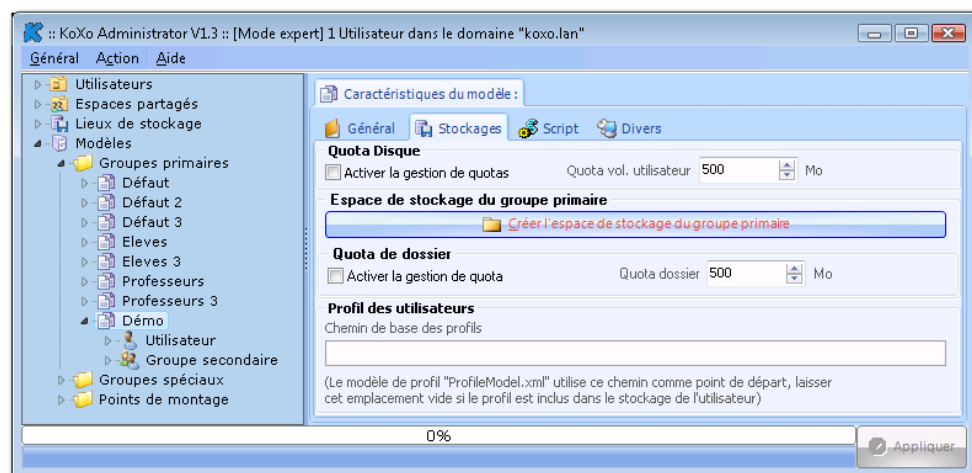 :: KoXo Administrator V1.3 :: [Mode expert] 1 Utilisateur dans le domaine "koxo.lan"
Général Action Aide
Utilisateurs
Espaces partagés
Lieux de stockage
Modèles
Groupes primaires
Défaut
Défaut 2
Défaut 3
Eleves
Eleves 3
Professeurs
Professeurs 3
Démo
Utilisateur
Groupe secondaire
Groupes spéciaux
Points de montage
Caractéristiques du modèle :
Général Stockages Script Divers
Quota Disque
Activer la gestion de quotas Quota vol. utilisateur 500 Mo
Espace de stockage du groupe primaire
Créer l'espace de stockage du groupe primaire
Quota de dossier
Activer la gestion de quota Quota dossier 500 Mo
Profil des utilisateurs
Chemin de base des profils
(Le modèle de profil "ProfileModel.xml" utilise ce chemin comme point de départ, laisser
cet emplacement vide si le profil est inclus dans le stockage de l'utilisateur)
0%
Appliquer